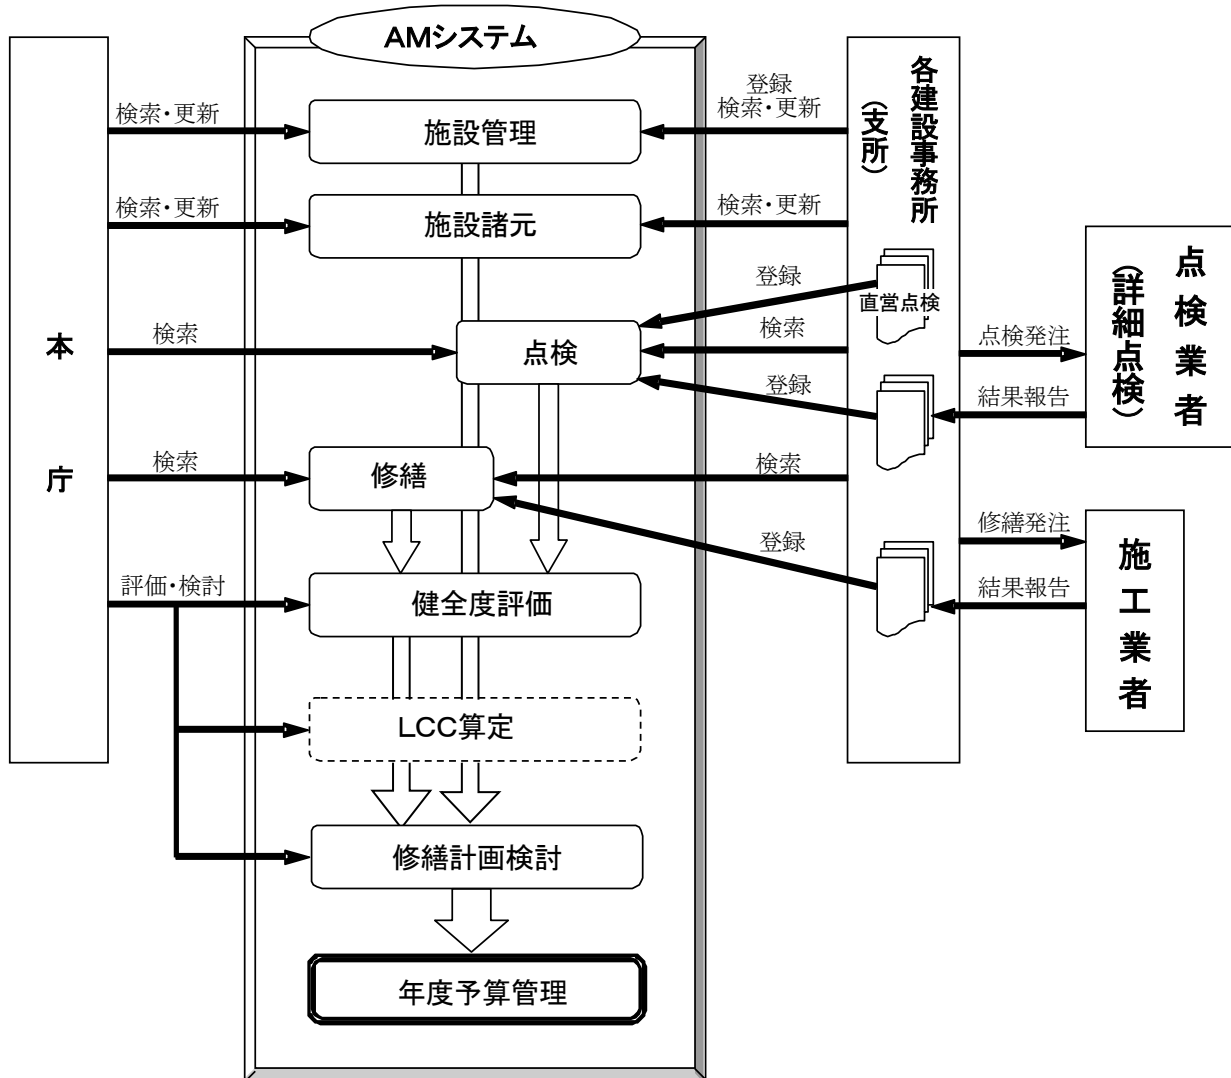 AMシステム
本庁
検索・更新
施設管理
登録
検索・更新
各建設事務所
(支所)
検索・更新
施設諸元
検索・更新
登録
直営点検
検索
点検
検索
登録
点検発注
結果報告
点検業者
(詳細点検)
検索
修繕
検索
登録
修繕発注
結果報告
施工業者
評価・検討
健全度評価
LCC算定
修繕計画検討
年度予算管理